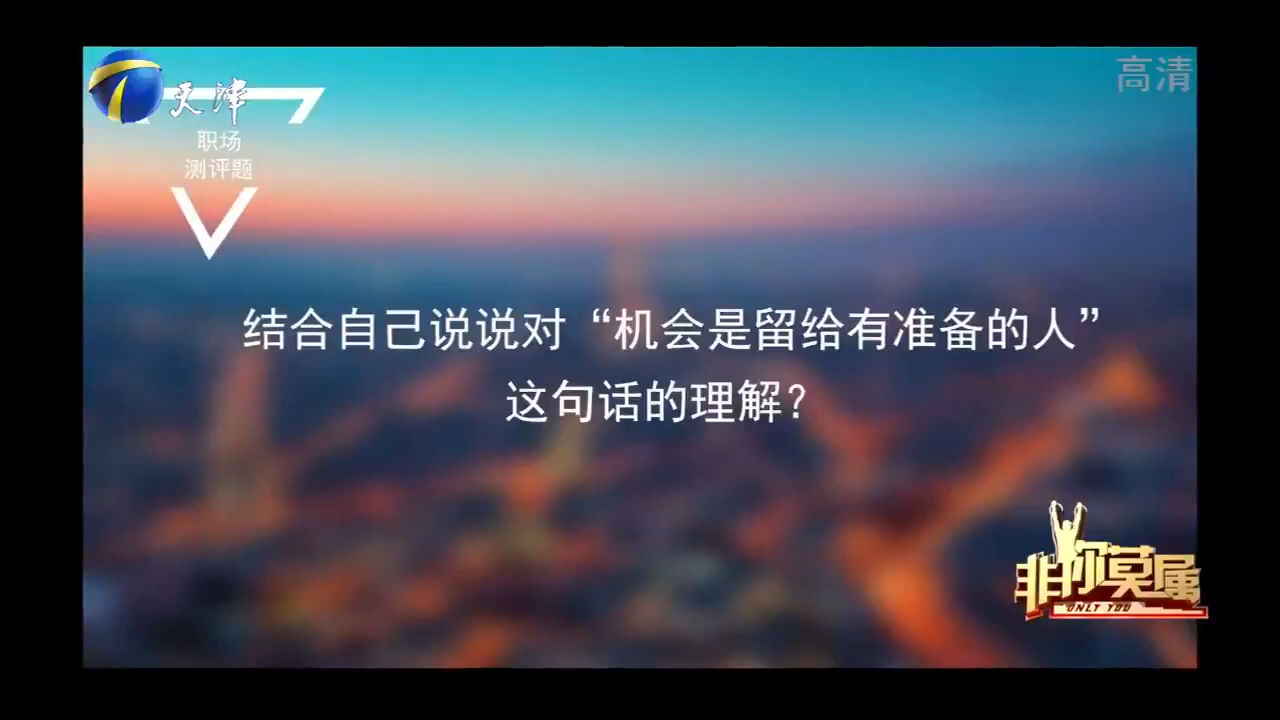 天津
高清
职场
测评题
结合自己说说对“机会是留给有准备的人”
这句话的理解？
非你莫属
ONLY YOU